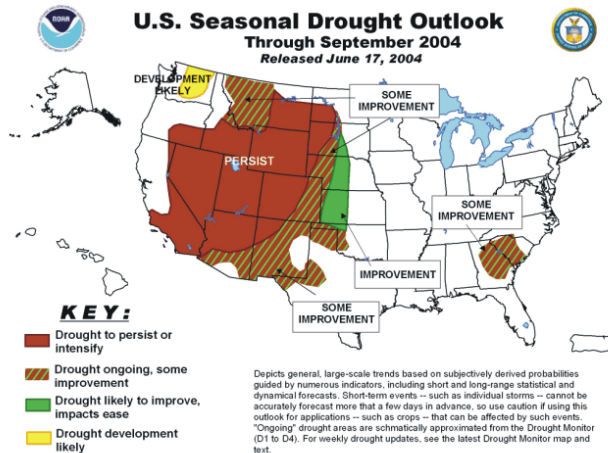 NOAA
U.S. Seasonal Drought Outlook
Through September 2004
Released June 17, 2004
DEVELOPMENT
LIKELY
SOME
IMPROVEMENT
PERSIST
SOME
IMPROVEMENT
IMPROVEMENT
SOME
IMPROVEMENT
KEY:
Drought to persist or
intensify
Drought ongoing, some
improvement
Drought likely to improve,
impacts ease
Drought development
likely
Depicts general, large-scale trends based on subjectively derived probabilities
guided by numerous indicators, including short and long-range statistical and
dynamical forecasts. Short-term events -- such as individual storms -- cannot be
accurately forecast more that a few days in advance, so use caution if using this
outlook for applications -- such as crops -- that can be affected by such events.
"Ongoing" drought areas are schmatically approximated from the Drought Monitor
(D1 to D4). For weekly drought updates, see the latest Drought Monitor map and
text.